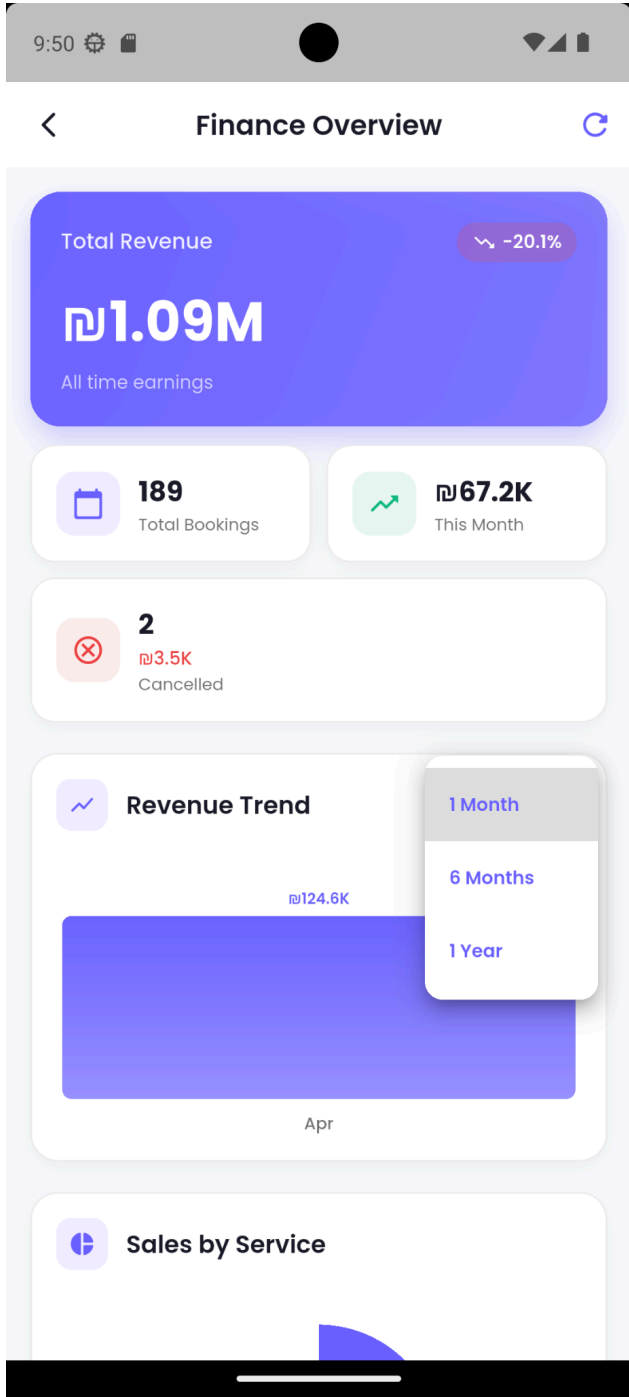 9:50
Finance Overview
Total Revenue
-20.1%
₪1.09M
All time earnings
189
Total Bookings
₪67.2K
This Month
2
₪3.5K
Cancelled
Revenue Trend
1 Month
6 Months
1 Year
₪124.6K
Apr
Sales by Service